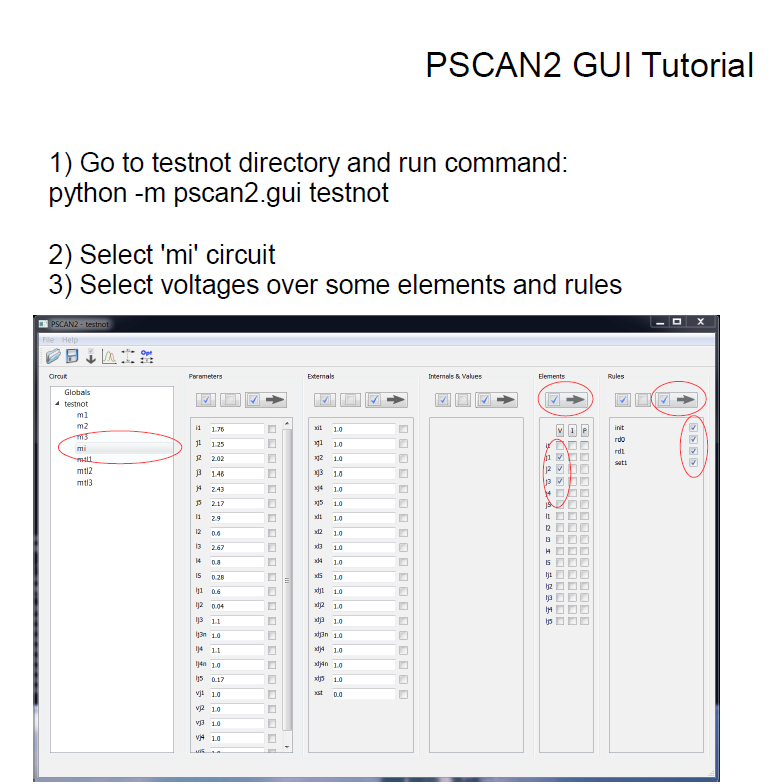 PSCAN2 GUI Tutorial
1) Go to testnot directory and run command:
python -m pscan2.gui testnot
2) Select 'mi' circuit
3) Select voltages over some elements and rules
PSCAN2 - testnot
File Help
Opt
Circuit
Globals
testnot
m1
m2
m3
mi
mtl1
mtl2
mtl3
Parameters
i1 1.76
j1 1.25
j2 2.02
j3 1.46
j4 2.43
j5 2.17
l1 2.9
l2 0.6
l3 2.67
l4 0.8
l5 0.28
lj1 0.6
lj2 0.04
lj3 1.1
lj3n 1.0
lj4 1.1
lj4n 1.0
lj5 0.17
vj1 1.0
vj2 1.0
vj3 1.0
vj4 1.0
vj5 1.0
Externals
xi1 1.0
xj1 1.0
xj2 1.0
xj3 1.0
xj4 1.0
xj5 1.0
xl1 1.0
xl2 1.0
xl3 1.0
xl4 1.0
xl5 1.0
xlj1 1.0
xlj2 1.0
xlj3 1.0
xlj3n 1.0
xlj4 1.0
xlj4n 1.0
xlj5 1.0
xst 0.0
Internals & Values
Elements
V I P
i1
j1
j2
j3
j4
j5
l1
l2
l3
l4
l5
lj1
lj2
lj3
lj4
lj5
Rules
init
rd0
rd1
set1